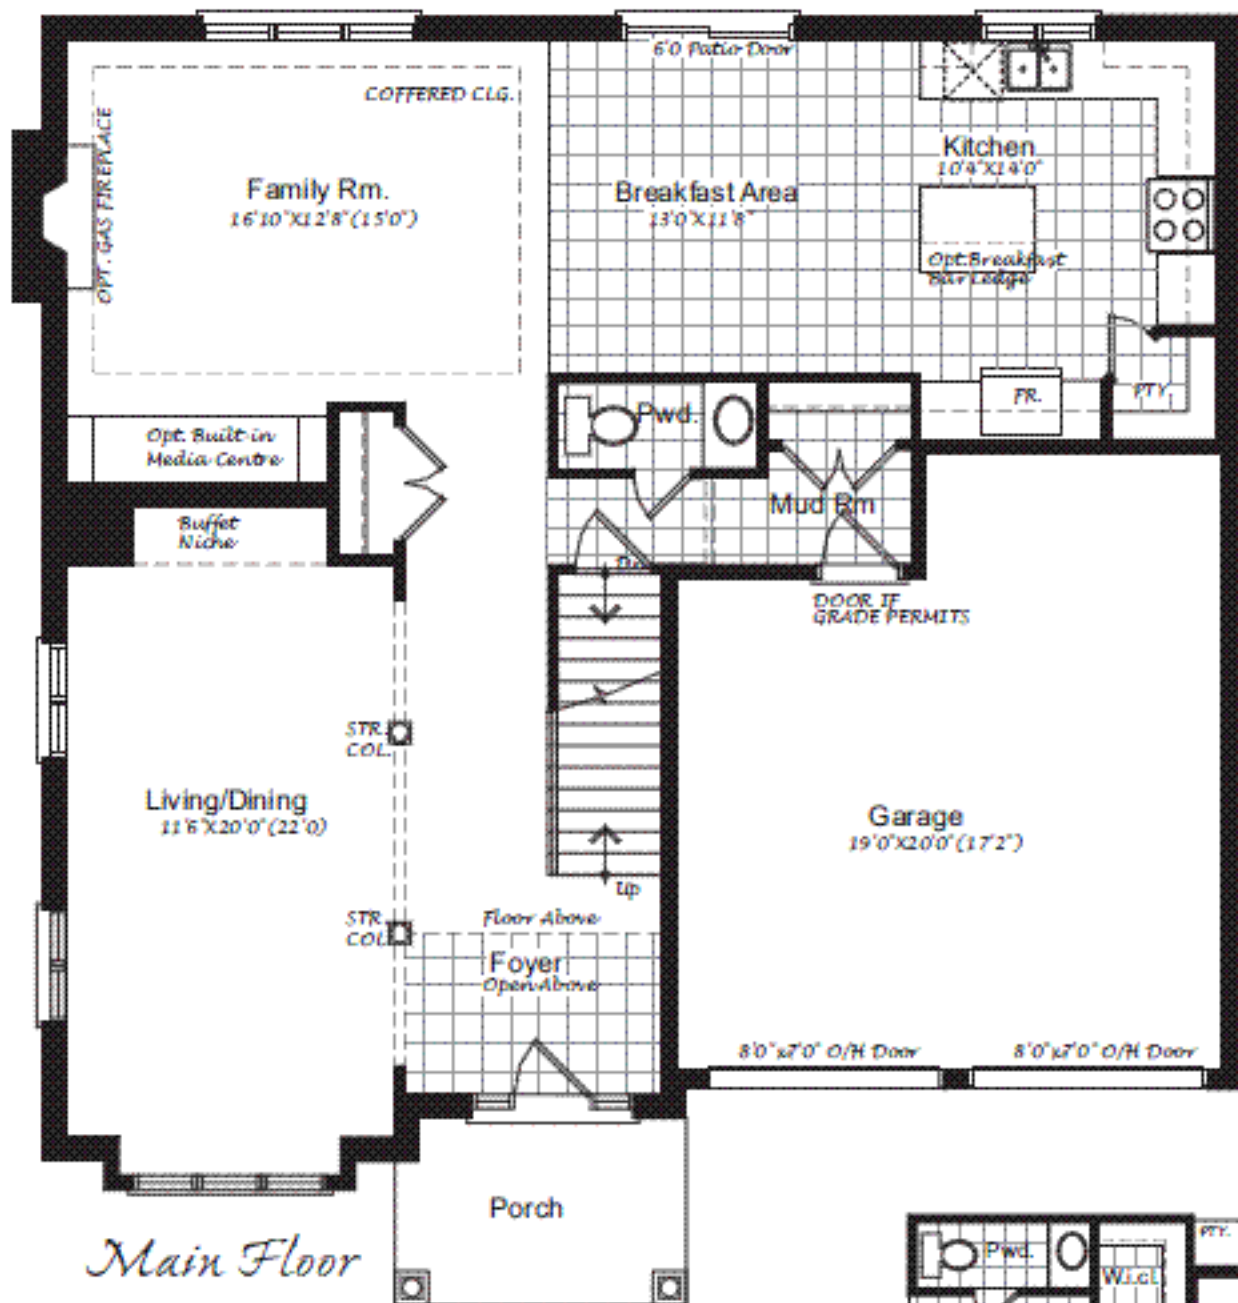 6'0 Patio Door
COFFERED CLG.
OPT. GAS FIREPLACE
Family Rm.
16'10"X12'8"(15'0")
Breakfast Area
13'0"X11'8"
Kitchen
10'4"X14'0"
Opt.Breakfast
Bar Ledge
FR.
PTY.
Pwd.
Opt. Built-in
Media Centre
Mud Rm
Buffet
Niche
Dn
DOOR IF
GRADE PERMITS
STR.
COL.
Living/Dining
11'6"X20'0"(22'0)
Garage
19'0"X20'0"(17'2")
Up
STR.
COL.
Floor Above
Foyer
Open Above
8'0"x7'0" O/H Door
8'0"x7'0" O/H Door
Porch
Main Floor
Pwd.
W.i.cl.
PTY.